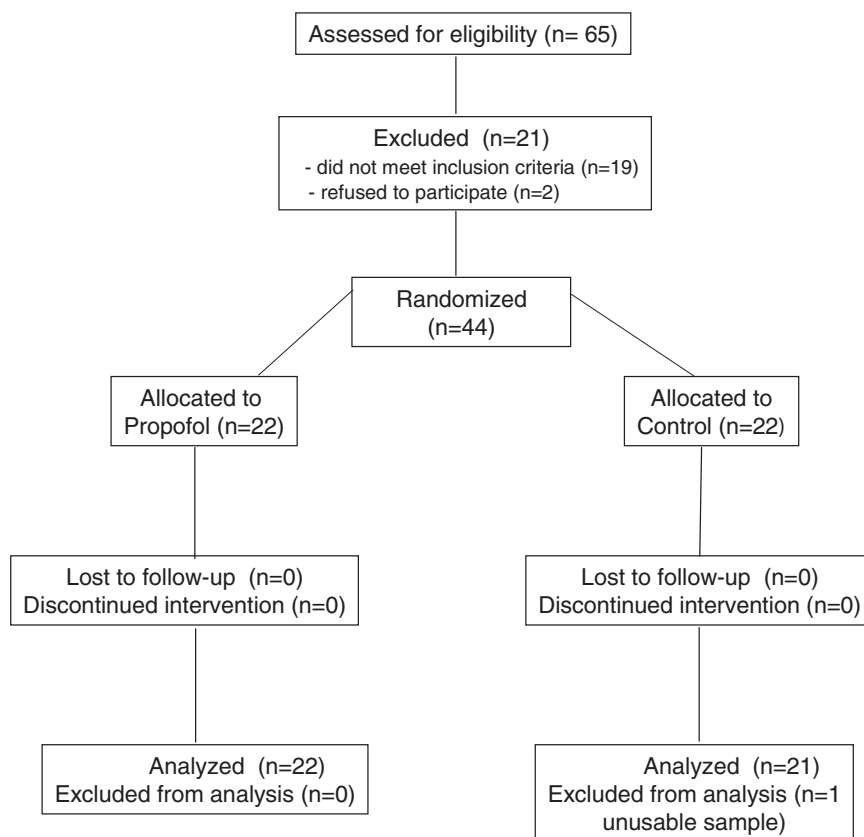 Assessed for eligibility (n= 65)
Excluded (n=21)
- did not meet inclusion criteria (n=19)
- refused to participate (n=2)
Randomized
(n=44)
Allocated to
Propofol (n=22)
Allocated to
Control (n=22)
Lost to follow-up (n=0)
Discontinued intervention (n=0)
Lost to follow-up (n=0)
Discontinued intervention (n=0)
Analyzed (n=22)
Excluded from analysis (n=0)
Analyzed (n=21)
Excluded from analysis (n=1
unusable sample)